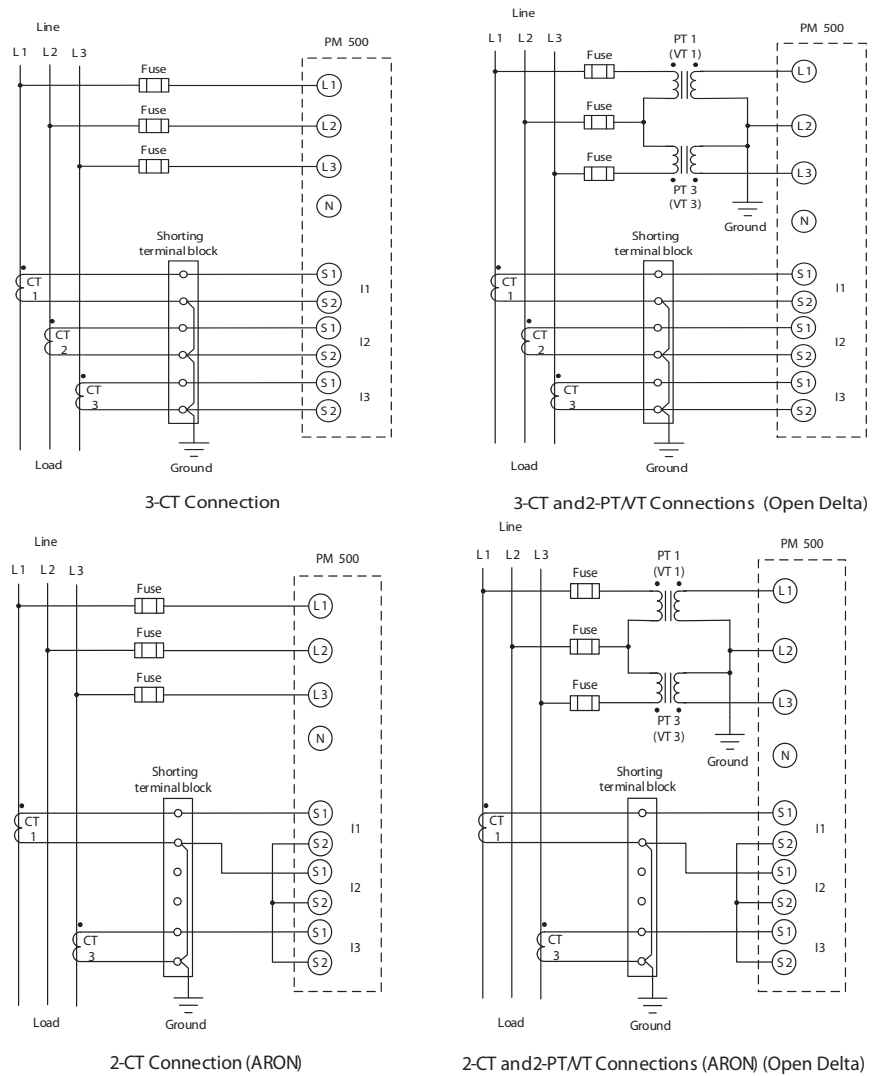 Line
L1 L2 L3
PM 500
Fuse
L1
Fuse
L2
Fuse
L3
N
Shorting
terminal block
CT
1
S1
I1
S2
CT
2
S1
I2
S2
CT
3
S1
I3
S2
Load
Ground
3-CT Connection
Line
L1 L2 L3
PT 1
(VT 1)
PM 500
Fuse
L1
Fuse
L2
Fuse
L3
PT 3
(VT 3)
Ground
N
Shorting
terminal block
CT
1
S1
I1
S2
CT
2
S1
I2
S2
CT
3
S1
I3
S2
Load
Ground
3-CT and 2-PT/VT Connections (Open Delta)
Line
L1 L2 L3
PM 500
Fuse
L1
Fuse
L2
Fuse
L3
N
Shorting
terminal block
CT
1
S1
I1
S2
S1
I2
S2
CT
3
S1
I3
S2
Load
Ground
2-CT Connection (ARON)
Line
L1 L2 L3
PT 1
(VT 1)
PM 500
Fuse
L1
Fuse
L2
Fuse
L3
PT 3
(VT 3)
Ground
N
Shorting
terminal block
CT
1
S1
I1
S2
S1
I2
S2
CT
3
S1
I3
S2
Load
Ground
2-CT and 2-PT/VT Connections (ARON) (Open Delta)